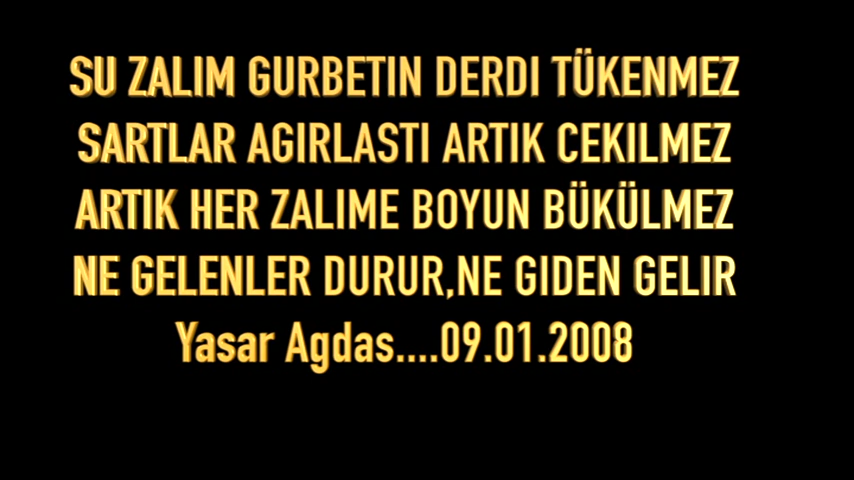 SU ZALIM GURBETIN DERDI TÜKENMEZ
SARTLAR AGIRLASTI ARTIK CEKILMEZ
ARTIK HER ZALIME BOYUN BÜKÜLMEZ
NE GELENLER DURUR,NE GIDEN GELIR
Yasar Agdas....09.01.2008